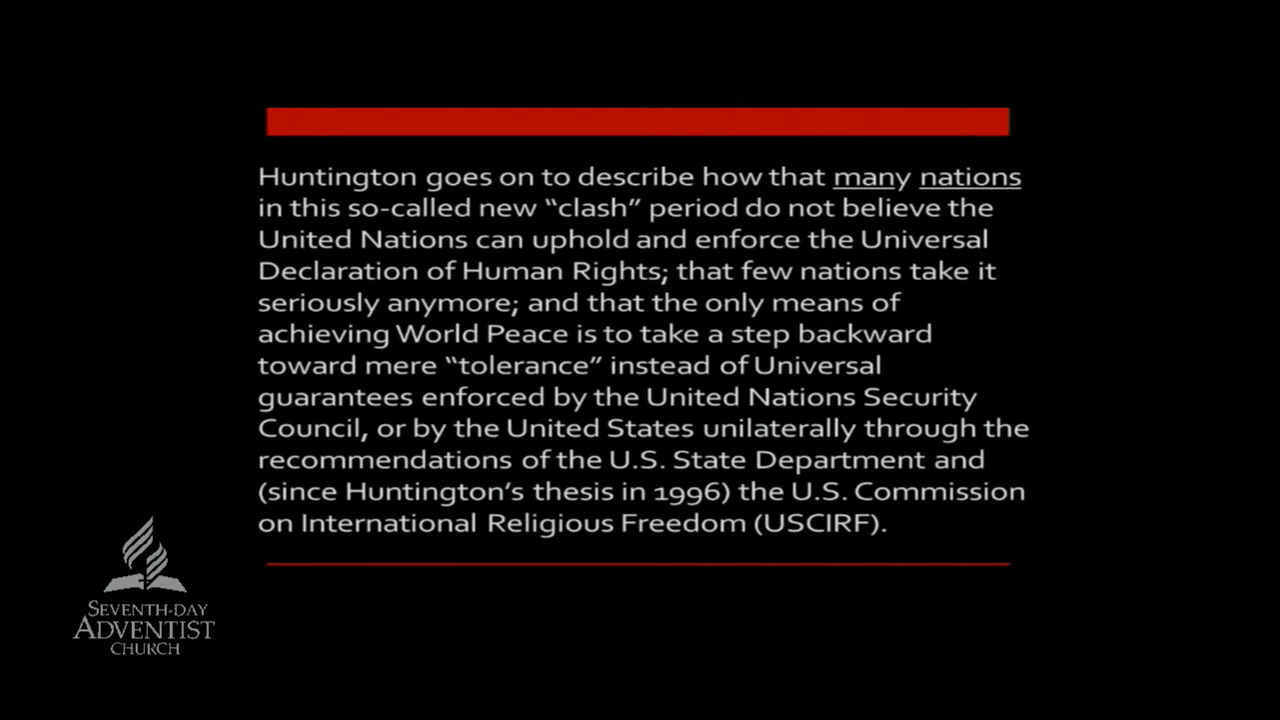 Huntington goes on to describe how that many nations
in this so-called new “clash” period do not believe the
United Nations can uphold and enforce the Universal
Declaration of Human Rights; that few nations take it
seriously anymore; and that the only means of
achieving World Peace is to take a step backward
toward mere “tolerance” instead of Universal
guarantees enforced by the United Nations Security
Council, or by the United States unilaterally through the
recommendations of the U.S. State Department and
(since Huntington’s thesis in 1996) the U.S. Commission
on International Religious Freedom (USCIRF).
SEVENTH-DAY
ADVENTIST
CHURCH